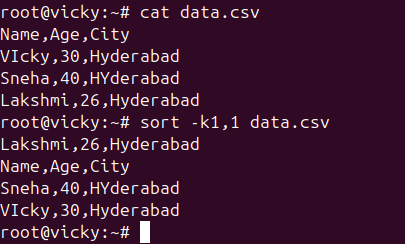 root@vicky:~# cat data.csv
Name,Age,City
VIcky,30,Hyderabad
Sneha,40,HYderabad
Lakshmi,26,Hyderabad
root@vicky:~# sort -k1,1 data.csv
Lakshmi,26,Hyderabad
Name,Age,City
Sneha,40,HYderabad
VIcky,30,Hyderabad
root@vicky:~#